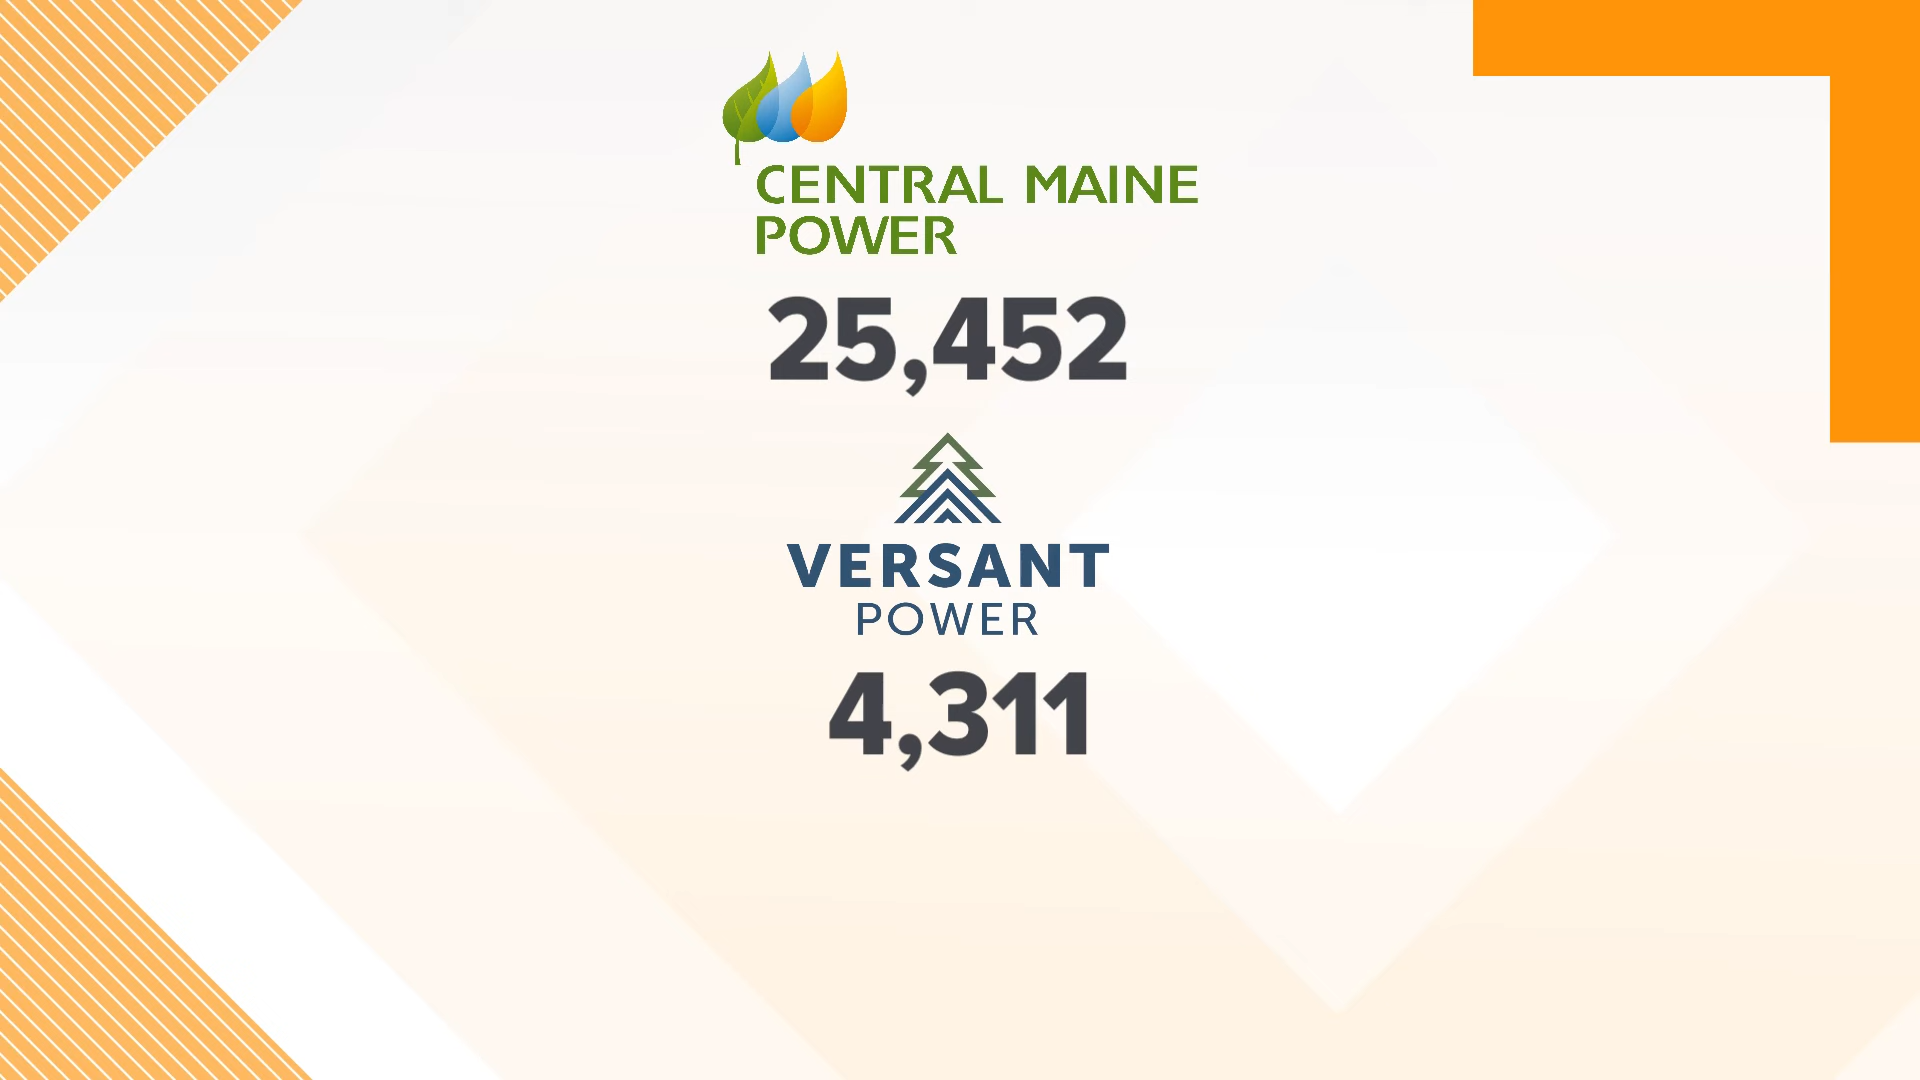 CENTRAL MAINE
POWER
25,452
VERSANT
POWER
4,311